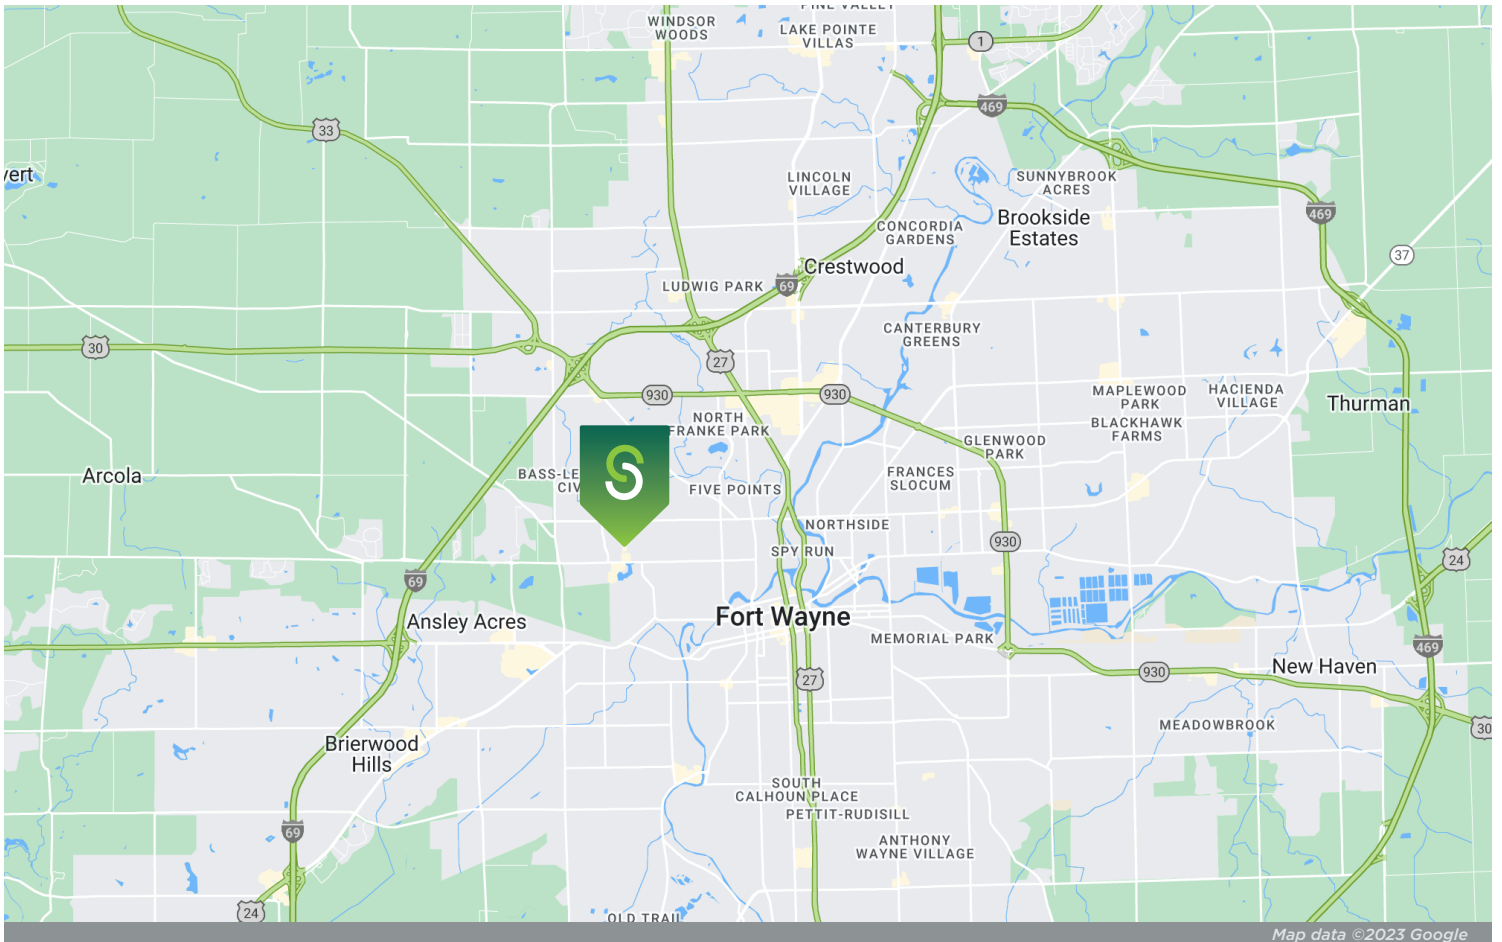 PINE VALLEY
WINDSOR
WOODS
LAKE POINTE
VILLAS
1
469
33
vert
LINCOLN
VILLAGE
SUNNYBROOK
ACRES
469
Brookside
Estates
CONCORDIA
GARDENS
37
Crestwood
LUDWIG PARK
69
CANTERBURY
GREENS
30
27
930
930
MAPLEWOOD
PARK
HACIENDA
VILLAGE
Thurman
NORTH
FRANKE PARK
BLACKHAWK
FARMS
GLENWOOD
PARK
Arcola
BASS-LE
CIV
S
FIVE POINTS
FRANCES
SLOCUM
NORTHSIDE
930
SPY RUN
24
69
Ansley Acres
Fort Wayne
MEMORIAL PARK
469
930
New Haven
27
MEADOWBROOK
30
Brierwood
Hills
SOUTH
CALHOUN PLACE
PETTIT-RUDISILL
69
ANTHONY
WAYNE VILLAGE
24
OLD TRAIL
Map data ©2023 Google